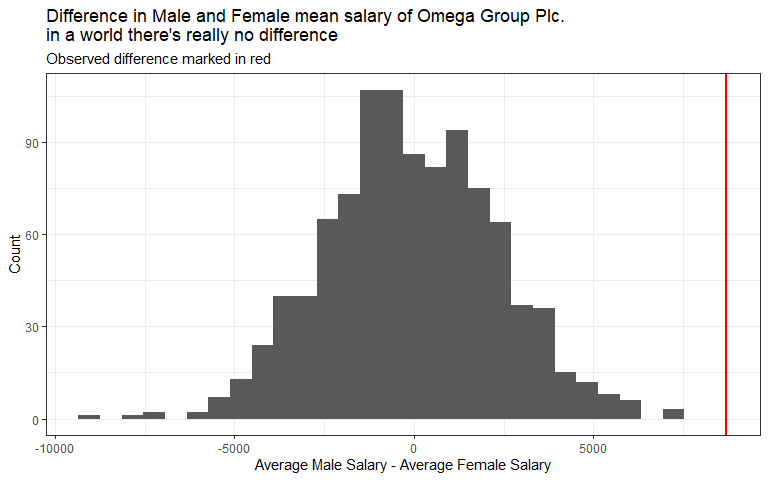 Difference in Male and Female mean salary of Omega Group Plc.
in a world there's really no difference
Observed difference marked in red
90
60
30
0
Count
-10000
-5000
0
5000
Average Male Salary - Average Female Salary